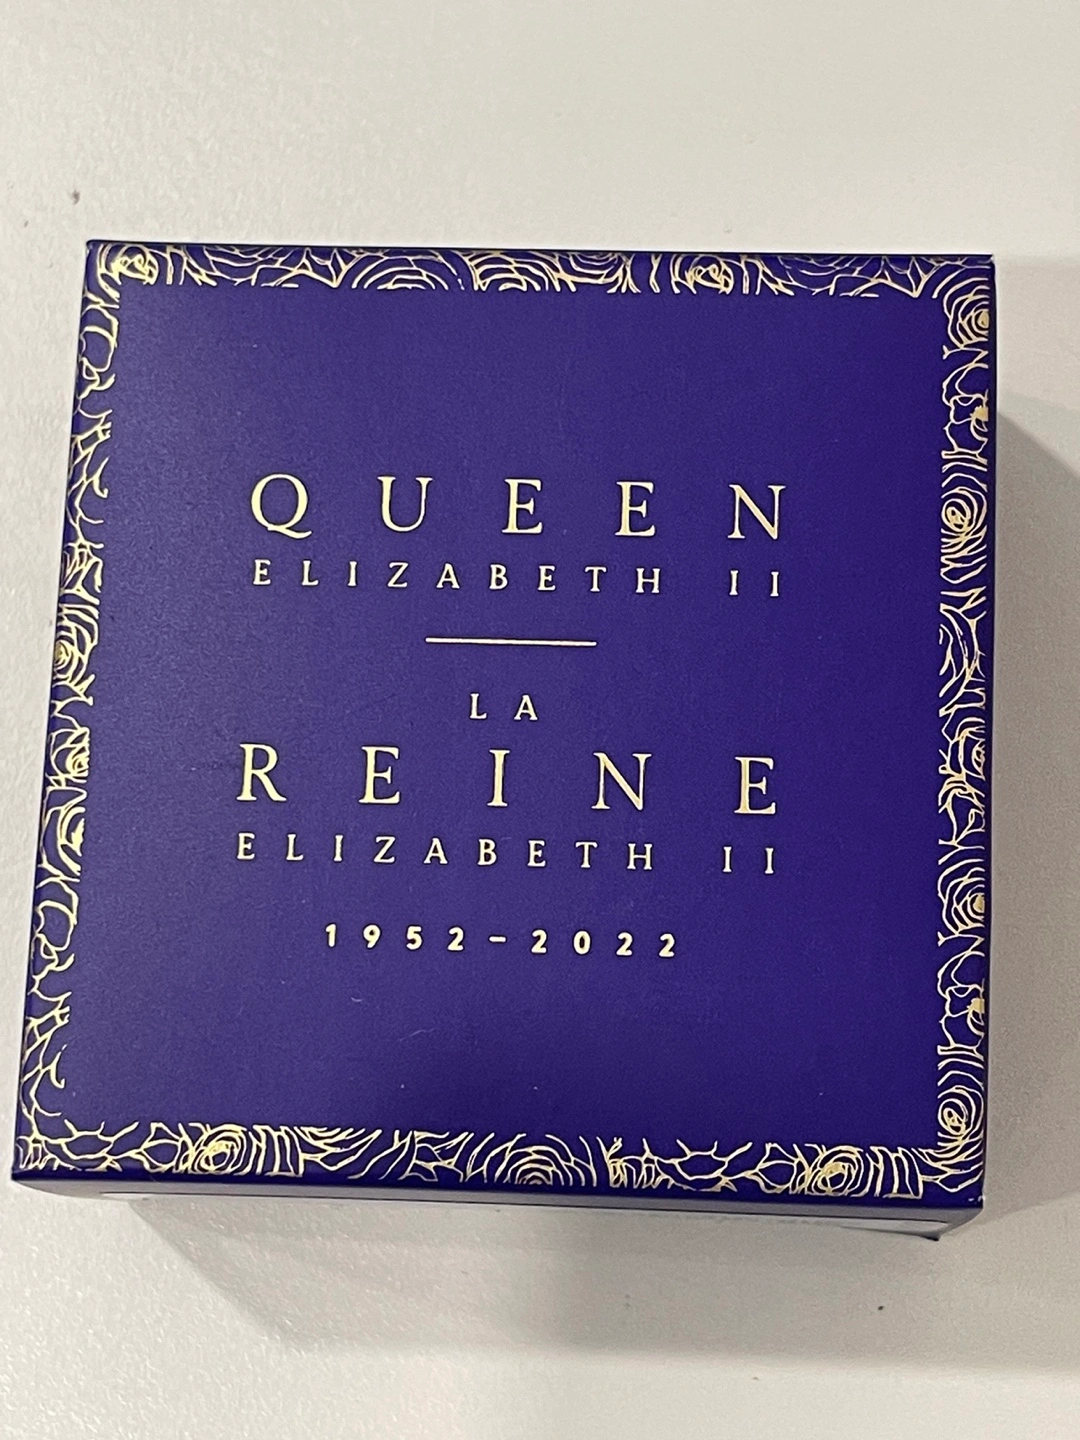 QUEEN
ELIZABETH II
LA
REINE
ELIZABETH II
1952-2022